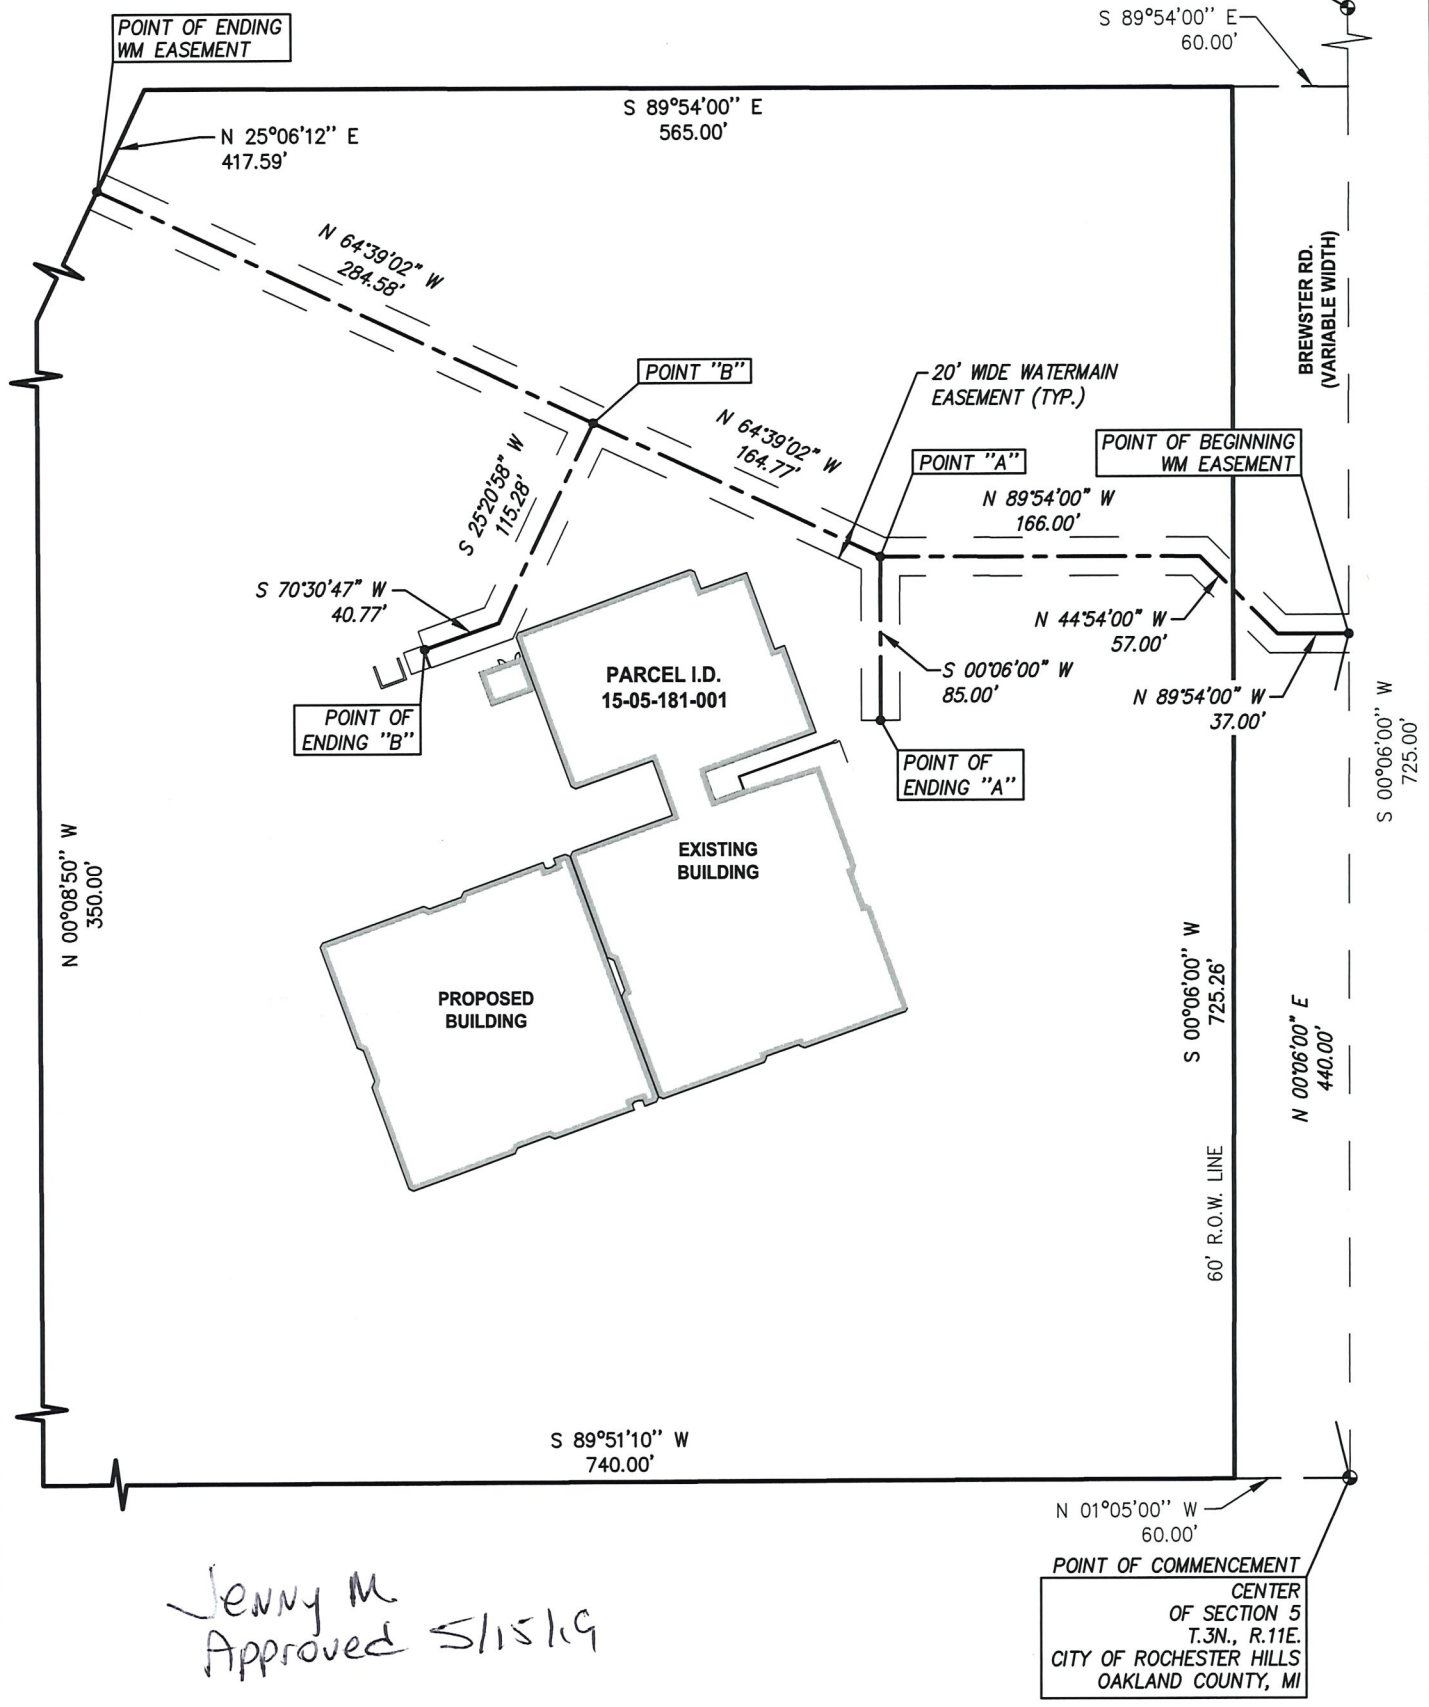 S 89°54'00'' E
60.00'
POINT OF ENDING
WM EASEMENT
S 89°54'00'' E
565.00'
N 25°06'12'' E
417.59'
N 64°39'02" W
284.58'
BREWSTER RD.
(VARIABLE WIDTH)
POINT "B"
20' WIDE WATERMAIN
EASEMENT (TYP.)
N 64°39'02" W
164.77'
POINT "A"
POINT OF BEGINNING
WM EASEMENT
S 25°20'58" W
115.28'
N 89°54'00" W
166.00'
S 70°30'47" W
40.77'
N 44°54'00" W
57.00'
PARCEL I.D.
15-05-181-001
S 00°06'00" W
85.00'
N 89°54'00" W
37.00'
S 00°06'00'' W
725.00'
POINT OF
ENDING "B"
POINT OF
ENDING "A"
N 00°08'50'' W
350.00'
EXISTING
BUILDING
PROPOSED
BUILDING
S 00°06'00'' W
725.26'
N 00°06'00" E
440.00'
60' R.O.W. LINE
S 89°51'10'' W
740.00'
N 01°05'00'' W
60.00'
POINT OF COMMENCEMENT
CENTER
OF SECTION 5
T.3N., R.11E.
CITY OF ROCHESTER HILLS
OAKLAND COUNTY, MI
Jenny M
Approved 5/15/19